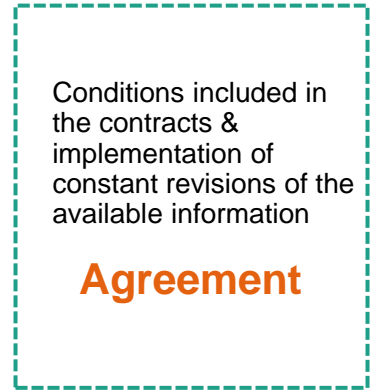 Conditions included in
the contracts &
implementation of
constant revisions of the
available information
Agreement